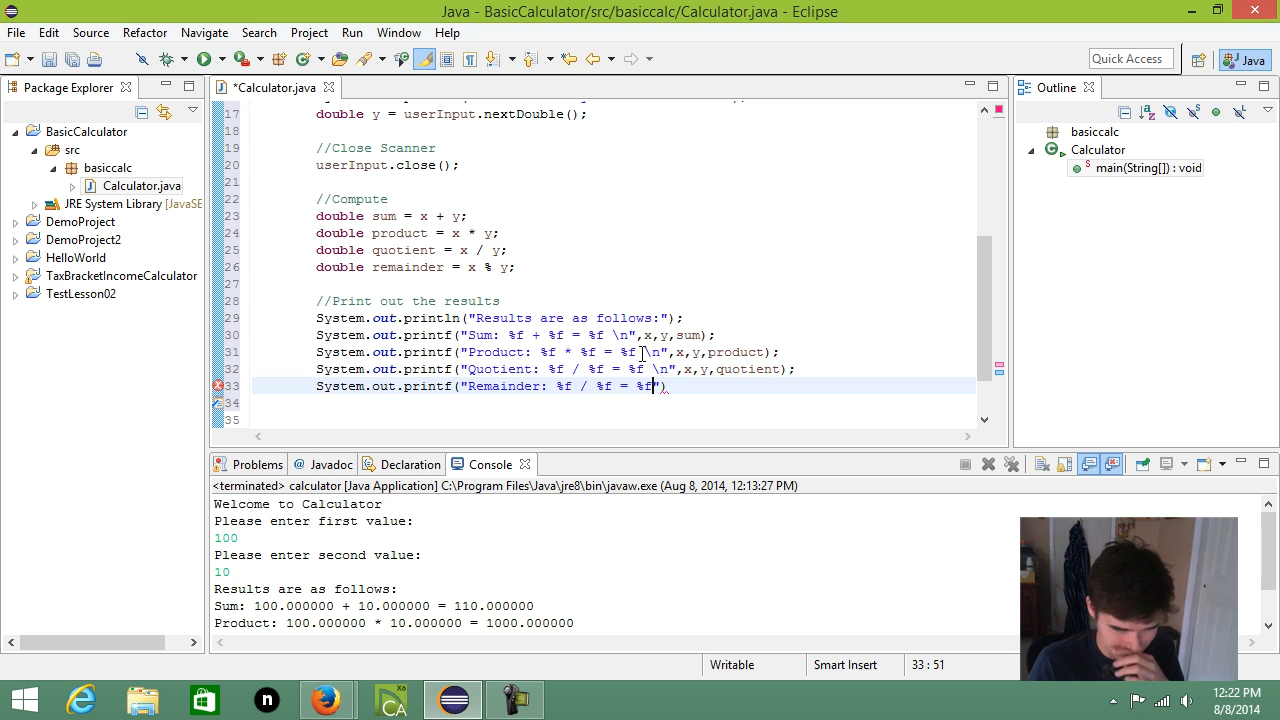 Java - BasicCalculator/src/basiccalc/Calculator.java - Eclipse
File Edit Source Refactor Navigate Search Project Run Window Help
Quick Access
Java
Package Explorer
*Calculator.java
Outline
BasicCalculator
src
basiccalc
Calculator.java
JRE System Library [JavaSE
DemoProject
DemoProject2
HelloWorld
TaxBracketIncomeCalculator
TestLesson02
17 double y = userInput.nextDouble();
18
19 //Close Scanner
20 userInput.close();
21
22 //Compute
23 double sum = x + y;
24 double product = x * y;
25 double quotient = x / y;
26 double remainder = x % y;
27
28 //Print out the results
29 System.out.println("Results are as follows:");
30 System.out.printf("Sum: %f + %f = %f \n",x,y,sum);
31 System.out.printf("Product: %f * %f = %f \n",x,y,product);
32 System.out.printf("Quotient: %f / %f = %f \n",x,y,quotient);
33 System.out.printf("Remainder: %f / %f = %f")
34
35
basiccalc
Calculator
main(String[]) : void
Problems Javadoc Declaration Console
<terminated> calculator [Java Application] C:\Program Files\Java\jre8\bin\javaw.exe (Aug 8, 2014, 12:13:27 PM)
Welcome to Calculator
Please enter first value:
100
Please enter second value:
10
Results are as follows:
Sum: 100.000000 + 10.000000 = 110.000000
Product: 100.000000 * 10.000000 = 1000.000000
Writable Smart Insert 33 : 51
n
X6
CA
12:22 PM
8/8/2014